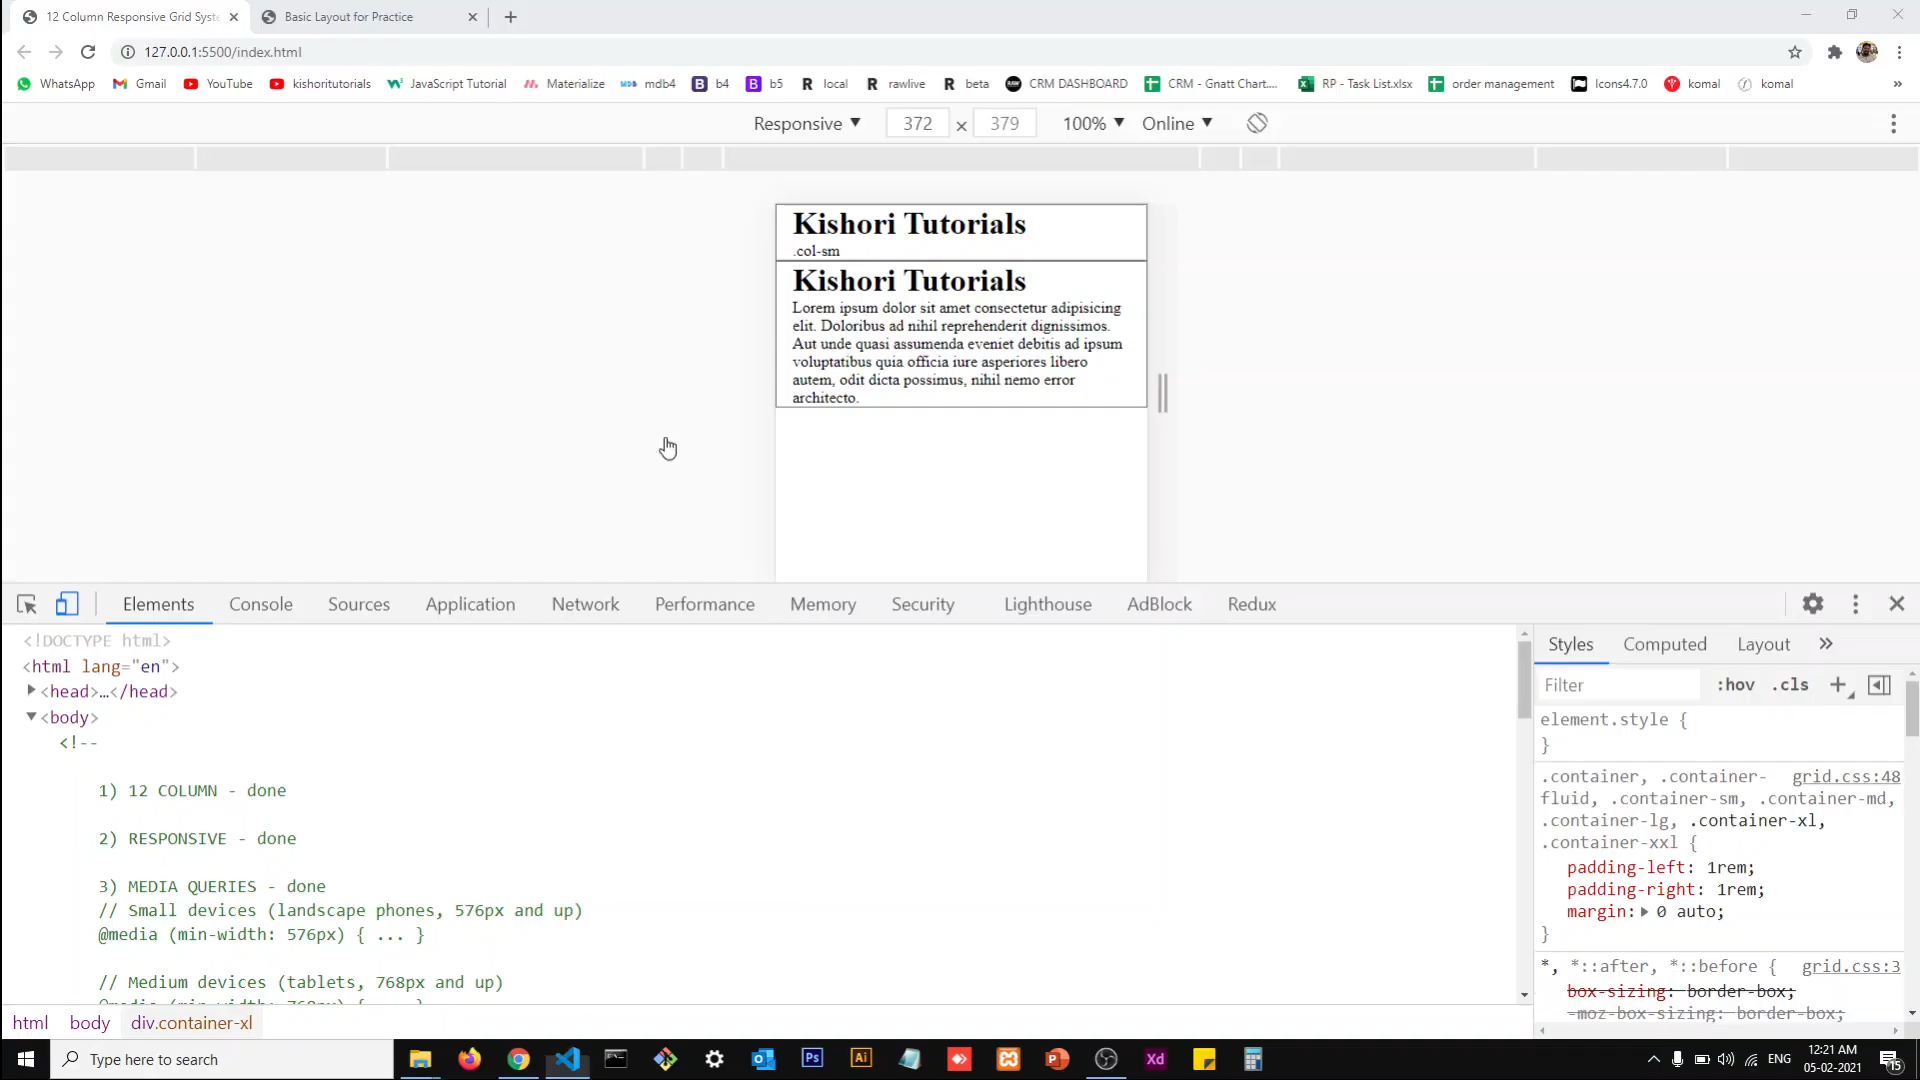 12 Column Responsive Grid Syste
Basic Layout for Practice
127.0.0.1:5500/index.html
WhatsApp
Gmail
YouTube
kishoritutorials
JavaScript Tutorial
Materialize
mdb4
b4
b5
local
rawlive
beta
CRM DASHBOARD
CRM - Gnatt Chart....
RP - Task List.xlsx
order management
Icons4.7.0
komal
komal
Responsive
372
×
379
100%
Online
Kishori Tutorials
.col-sm
Kishori Tutorials
Lorem ipsum dolor sit amet consectetur adipisicing
elit. Doloribus ad nihil reprehenderit dignissimos.
Aut unde quasi assumenda eveniet debitis ad ipsum
voluptatibus quia officia iure asperiores libero
autem, odit dicta possimus, nihil nemo error
architecto.
Elements
Console
Sources
Application
Network
Performance
Memory
Security
Lighthouse
AdBlock
Redux
<!DOCTYPE html>
<html lang="en">
<head>…</head>
<body>
<!--
1) 12 COLUMN - done
2) RESPONSIVE - done
3) MEDIA QUERIES - done
// Small devices (landscape phones, 576px and up)
@media (min-width: 576px) { ... }
// Medium devices (tablets, 768px and up)
@media (min-width: 768px) { ... }
html
body
div.container-xl
Styles
Computed
Layout
Filter
:hov
.cls
element.style {
}
.container, .container-
grid.css:48
fluid, .container-sm, .container-md,
.container-lg, .container-xl,
.container-xxl {
padding-left: 1rem;
padding-right: 1rem;
margin: 0 auto;
}
*, *::after, *::before {
grid.css:3
box-sizing: border-box;
-moz-box-sizing: border-box;
Type here to search
Ps
Ai
Xd
ENG
12:21 AM
05-02-2021
15